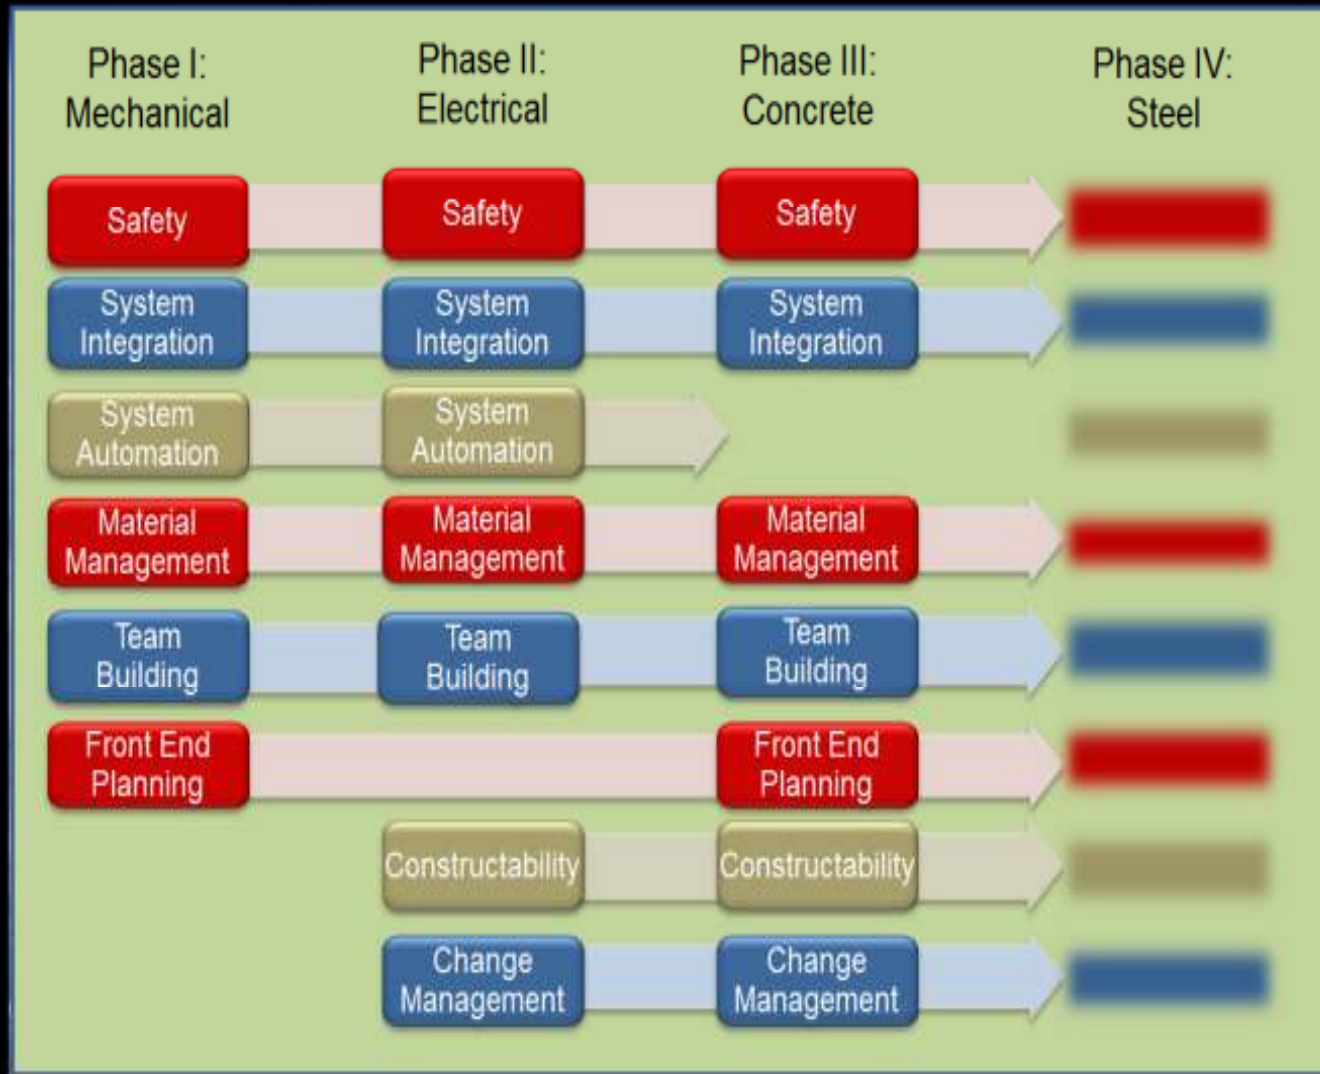 Phase I:
Mechanical
Phase II:
Electrical
Phase III:
Concrete
Phase IV:
Steel
Safety
Safety
Safety
System
Integration
System
Integration
System
Integration
System
Automation
System
Automation
Material
Management
Material
Management
Material
Management
Team
Building
Team
Building
Team
Building
Front End
Planning
Front End
Planning
Constructability
Constructability
Change
Management
Change
Management